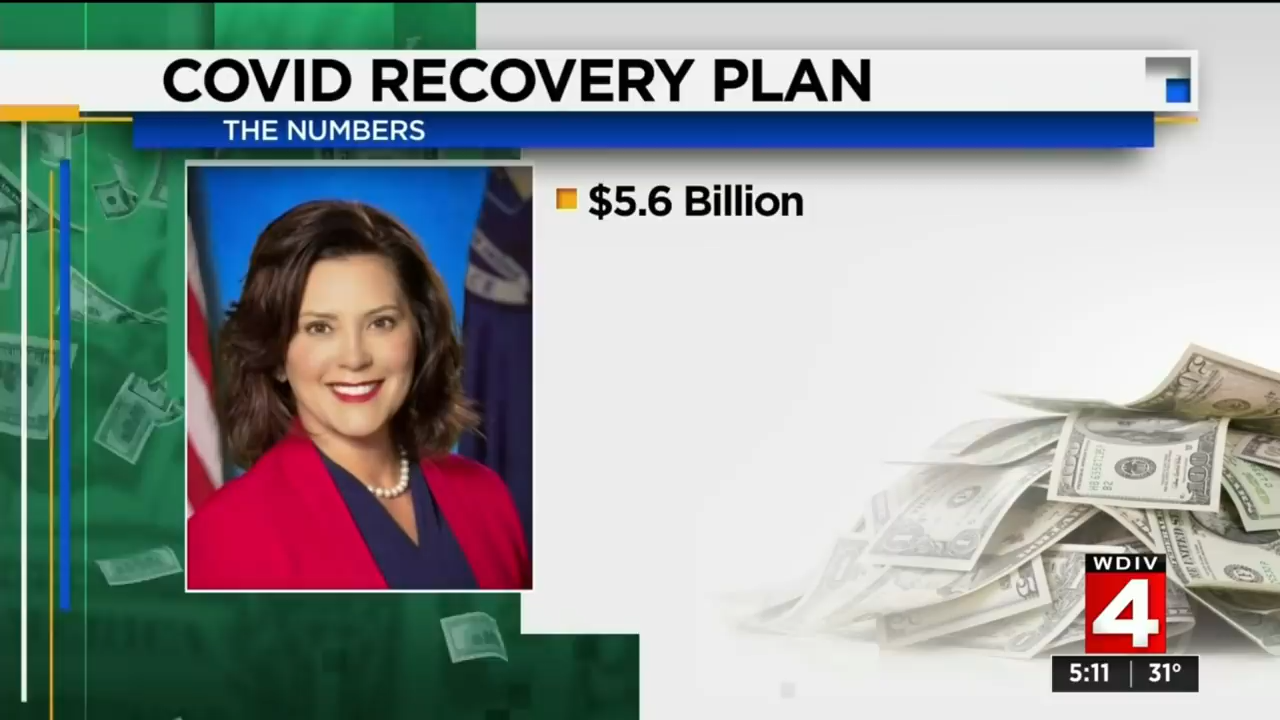 COVID RECOVERY PLAN
THE NUMBERS
$5.6 Billion
WDIV
4
5:11 31°